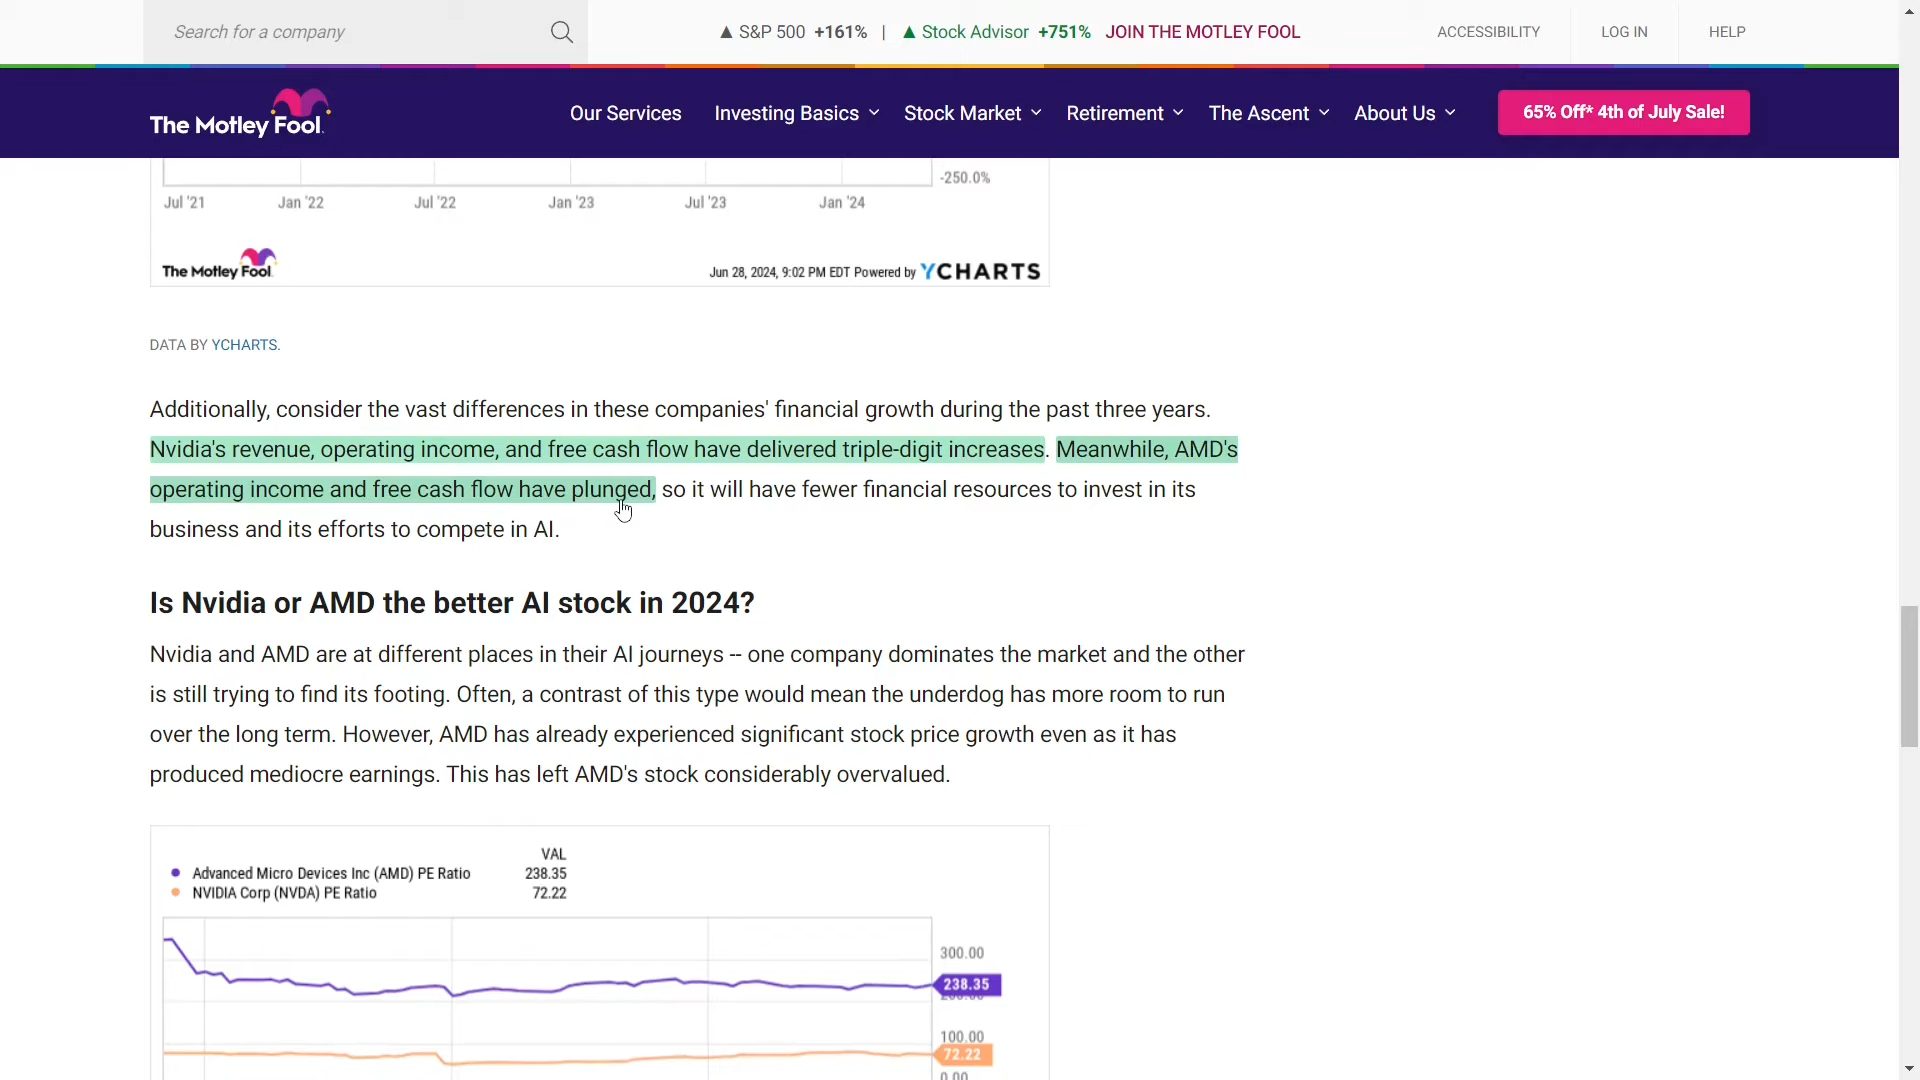 Search for a company
▲ S&P 500 +161% | ▲ Stock Advisor +751% JOIN THE MOTLEY FOOL
ACCESSIBILITY
LOG IN
HELP
The Motley Fool.
Our Services
Investing Basics
Stock Market
Retirement
The Ascent
About Us
65% Off* 4th of July Sale!
-250.0%
Jul '21 Jan '22 Jul '22 Jan '23 Jul '23 Jan '24
The Motley Fool.
Jun 28, 2024, 9:02 PM EDT Powered by YCHARTS
DATA BY YCHARTS.
Additionally, consider the vast differences in these companies' financial growth during the past three years.
Nvidia's revenue, operating income, and free cash flow have delivered triple-digit increases. Meanwhile, AMD's
operating income and free cash flow have plunged, so it will have fewer financial resources to invest in its
business and its efforts to compete in AI.
Is Nvidia or AMD the better AI stock in 2024?
Nvidia and AMD are at different places in their AI journeys -- one company dominates the market and the other
is still trying to find its footing. Often, a contrast of this type would mean the underdog has more room to run
over the long term. However, AMD has already experienced significant stock price growth even as it has
produced mediocre earnings. This has left AMD's stock considerably overvalued.
VAL
Advanced Micro Devices Inc (AMD) PE Ratio 238.35
NVIDIA Corp (NVDA) PE Ratio 72.22
300.00
238.35
100.00
72.22
0.00